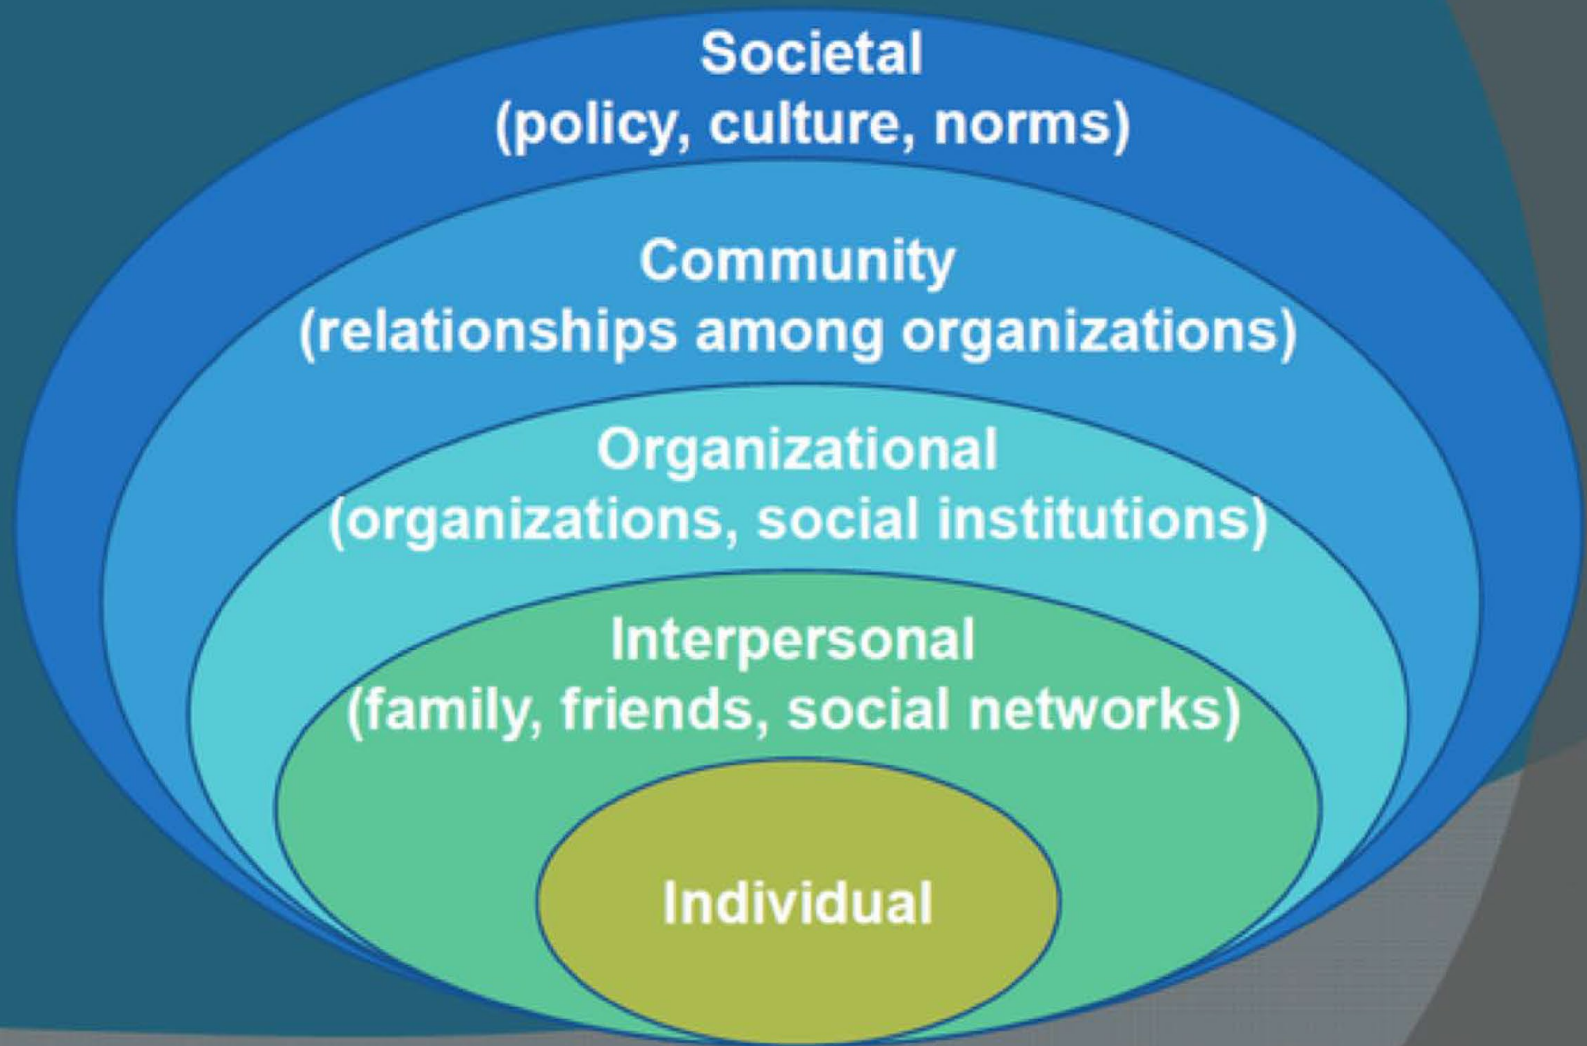 Societal
(policy, culture, norms)
Community
(relationships among organizations)
Organizational
(organizations, social institutions)
Interpersonal
(family, friends, social networks)
Individual